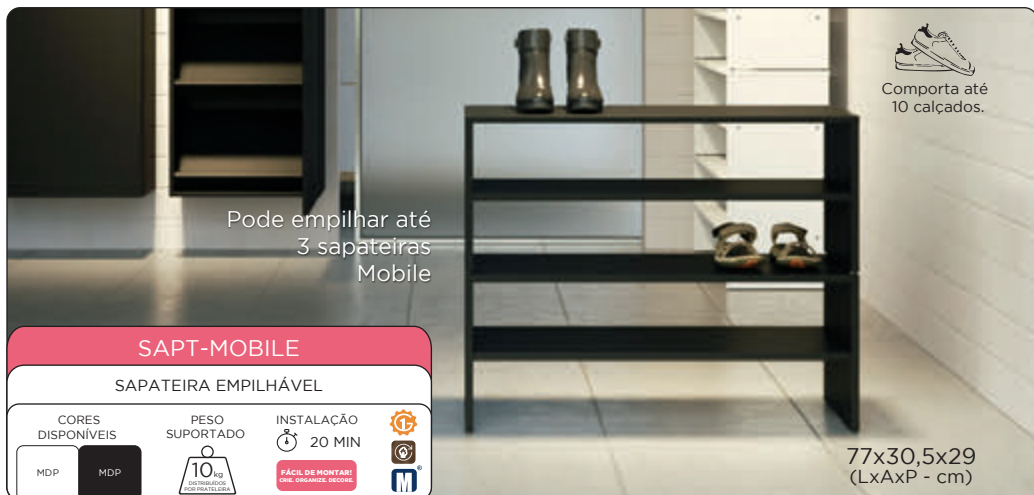 Comporta até
10 calçados.
Pode empilhar até
3 sapateiras
Mobile
SAPT-MOBILE
SAPATEIRA EMPILHÁVEL
CORES
DISPONÍVEIS
MDP
MDP
PESO
SUPORTADO
10kg
DISTRIBUÍDOS
POR PRATELEIRA
INSTALAÇÃO
20 MIN
FÁCIL DE MONTAR!
CRIE. ORGANIZE. DECORE.
1
M®
77x30,5x29
(LxAxP - cm)